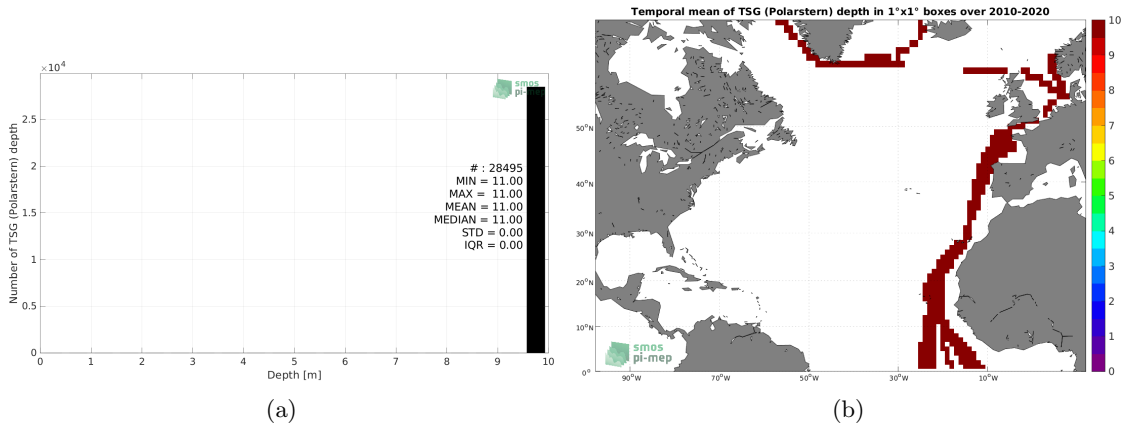 ×10⁴
2.5
2
1.5
1
0.5
0
Number of TSG (Polarstern) depth
smos
pi-mep
# : 28495
MIN = 11.00
MAX = 11.00
MEAN = 11.00
MEDIAN = 11.00
STD = 0.00
IQR = 0.00
0 1 2 3 4 5 6 7 8 9 10
Depth [m]
(a)
Temporal mean of TSG (Polarstern) depth in 1°x1° boxes over 2010-2020
50°N
40°N
30°N
20°N
10°N
0°
90°W 70°W 50°W 30°W 10°W
smos
pi-mep
10
9
8
7
6
5
4
3
2
1
0
(b)